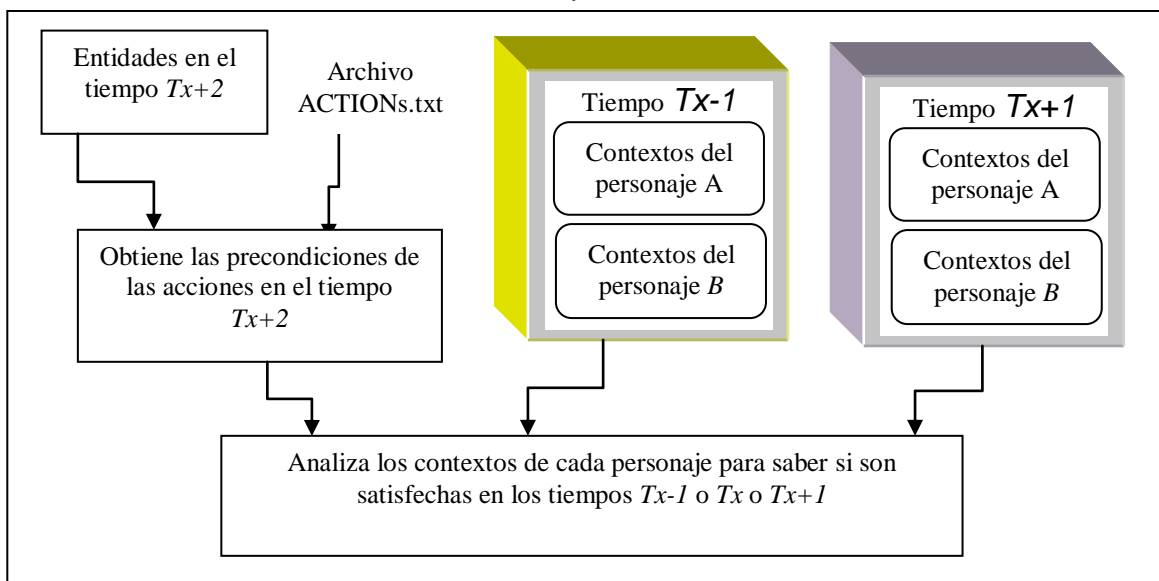 Entidades en el
tiempo Tx+2
Archivo
ACTIONs.txt
Obtiene las precondiciones de
las acciones en el tiempo
Tx+2
Tiempo Tx-1
Contextos del
personaje A
Contextos del
personaje B
Tiempo Tx+1
Contextos del
personaje A
Contextos del
personaje B
Analiza los contextos de cada personaje para saber si son
satisfechas en los tiempos Tx-1 o Tx o Tx+1